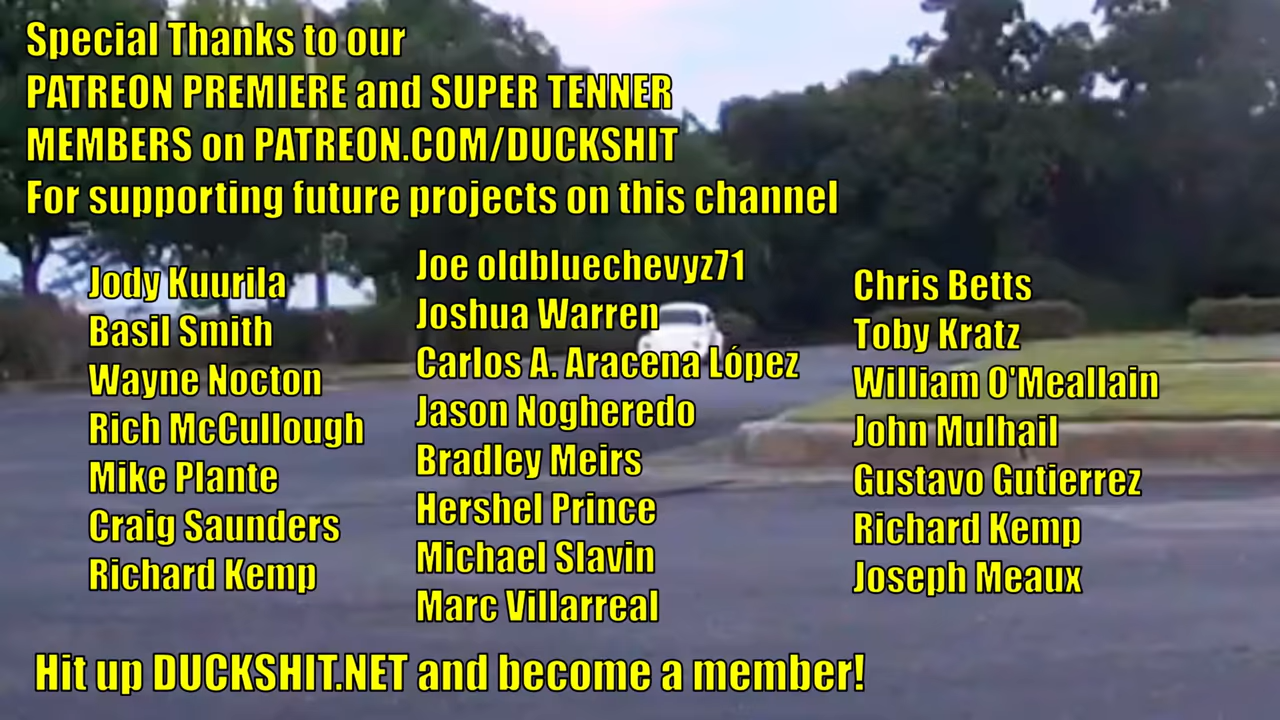 Special Thanks to our
PATREON PREMIERE and SUPER TENNER
MEMBERS on PATREON.COM/DUCKSHIT
For supporting future projects on this channel
Jody Kuurila
Basil Smith
Wayne Nocton
Rich McCullough
Mike Plante
Craig Saunders
Richard Kemp
Joe oldbluechevyz71
Joshua Warren
Carlos A. Aracena López
Jason Nogheredo
Bradley Meirs
Hershel Prince
Michael Slavin
Marc Villarreal
Chris Betts
Toby Kratz
William O'Meallain
John Mulhail
Gustavo Gutierrez
Richard Kemp
Joseph Meaux
Hit up DUCKSHIT.NET and become a member!